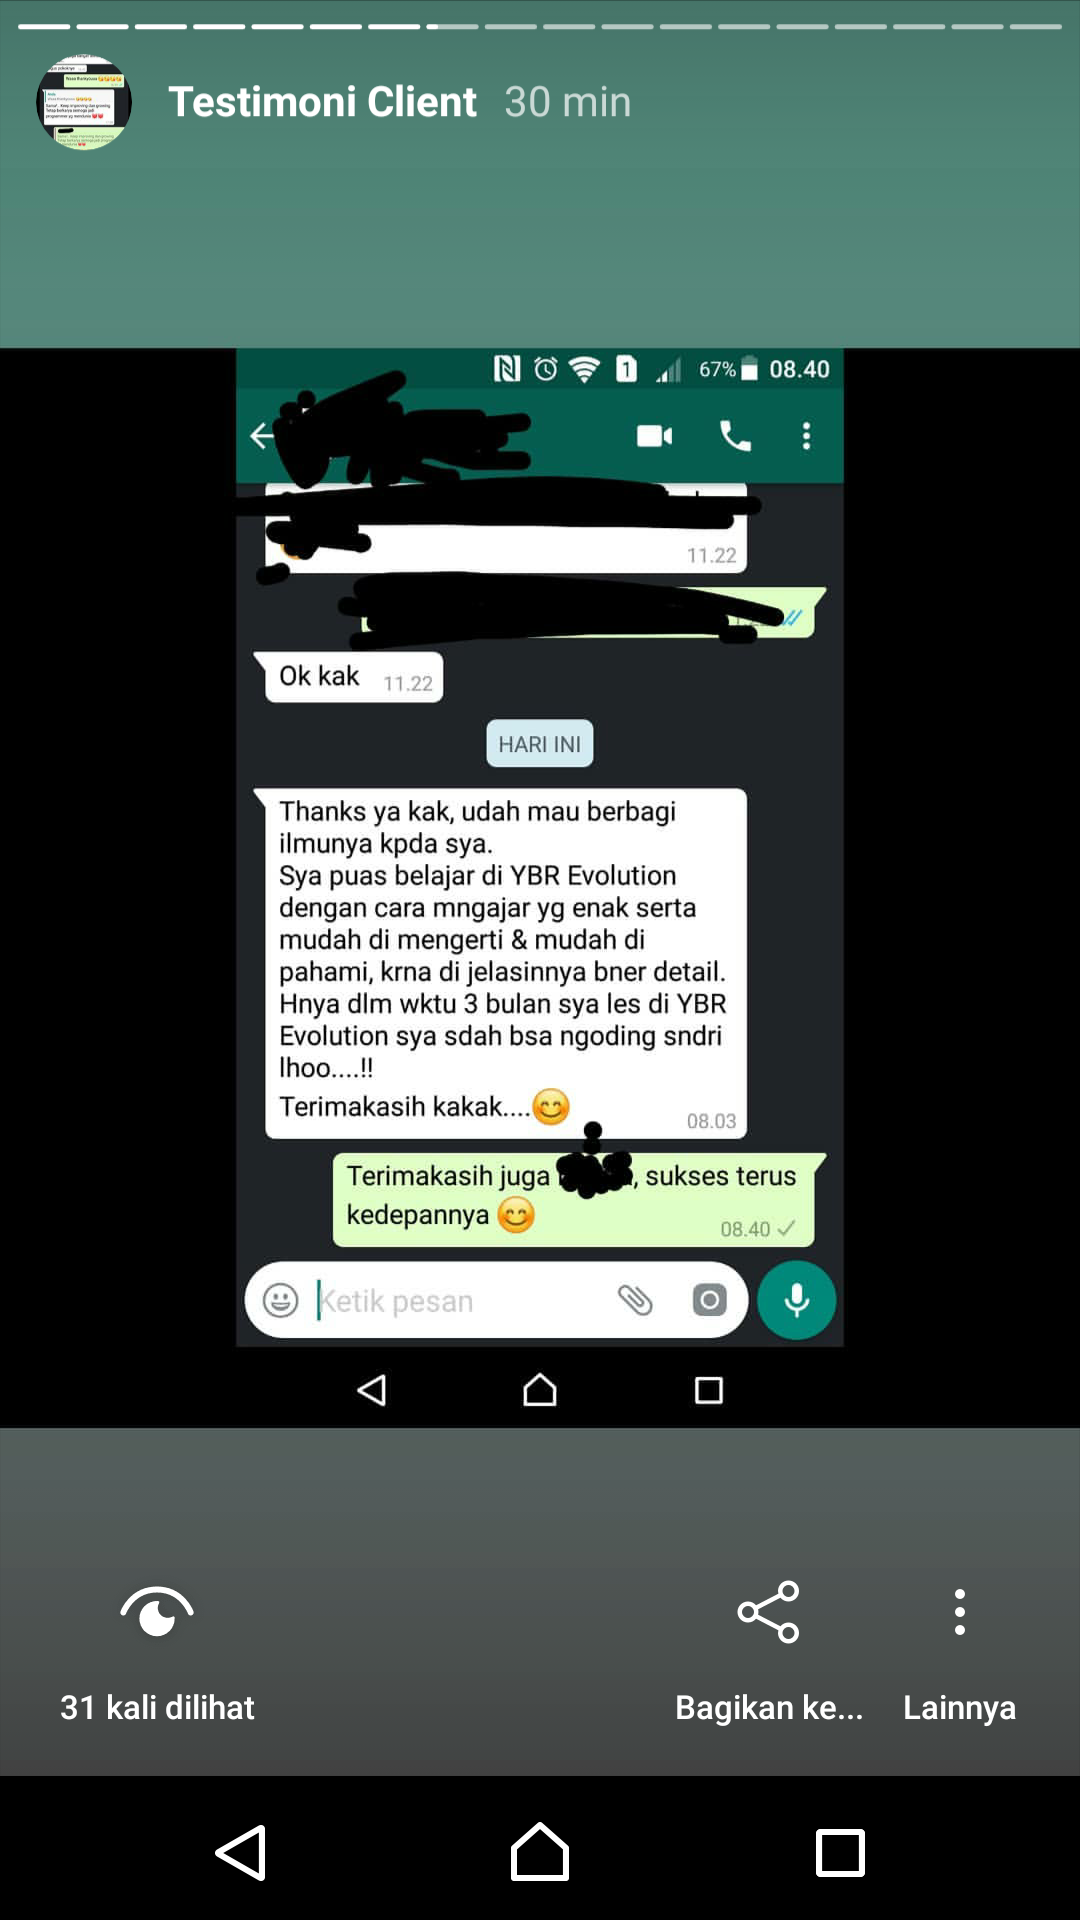 Testimoni Client 30 min
67% 08.40
1
11.22
Ok kak 11.22
HARI INI
Thanks ya kak, udah mau berbagi
ilmunya kpda sya.
Sya puas belajar di YBR Evolution
dengan cara mngajar yg enak serta
mudah di mengerti & mudah di
pahami, krna di jelasinnya bner detail.
Hnya dlm wktu 3 bulan sya les di YBR
Evolution sya sdah bsa ngoding sndri
lhoo....!!
Terimakasih kakak....😊 08.03
Terimakasih juga , sukses terus
kedepannya 😊 08.40
Ketik pesan
31 kali dilihat
Bagikan ke...
Lainnya